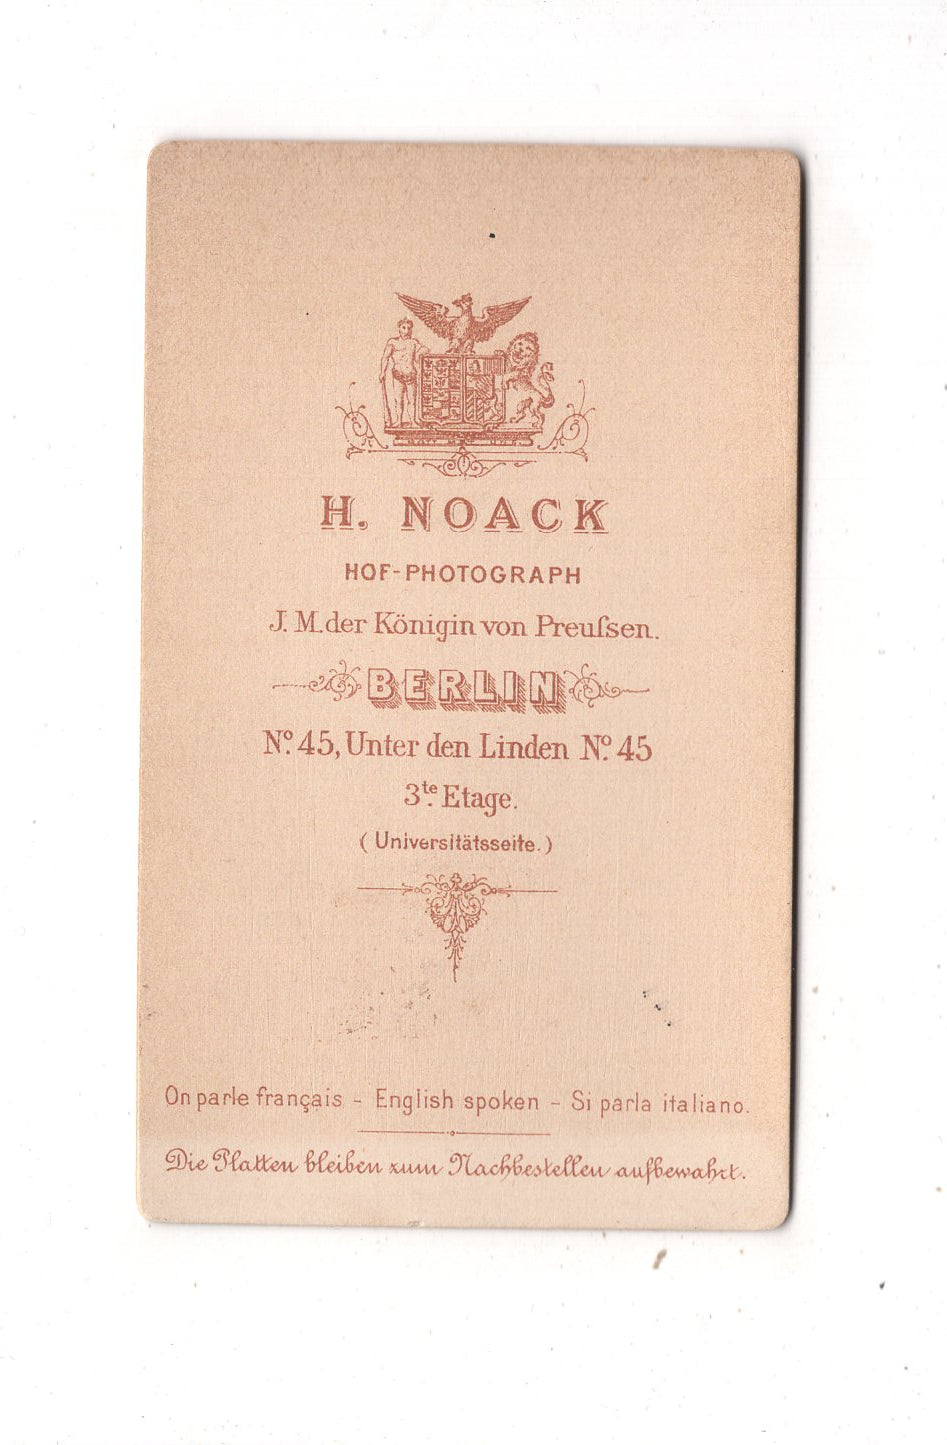 H. NOACK
HOF-PHOTOGRAPH
J. M. der Königin von Preuſsen.
BERLIN
Nº. 45, Unter den Linden Nº. 45
3te. Etage.
( Universitätsseite. )
On parle français - English spoken - Si parla italiano.
Die Platten bleiben zum Nachbestellen aufbewahrt.